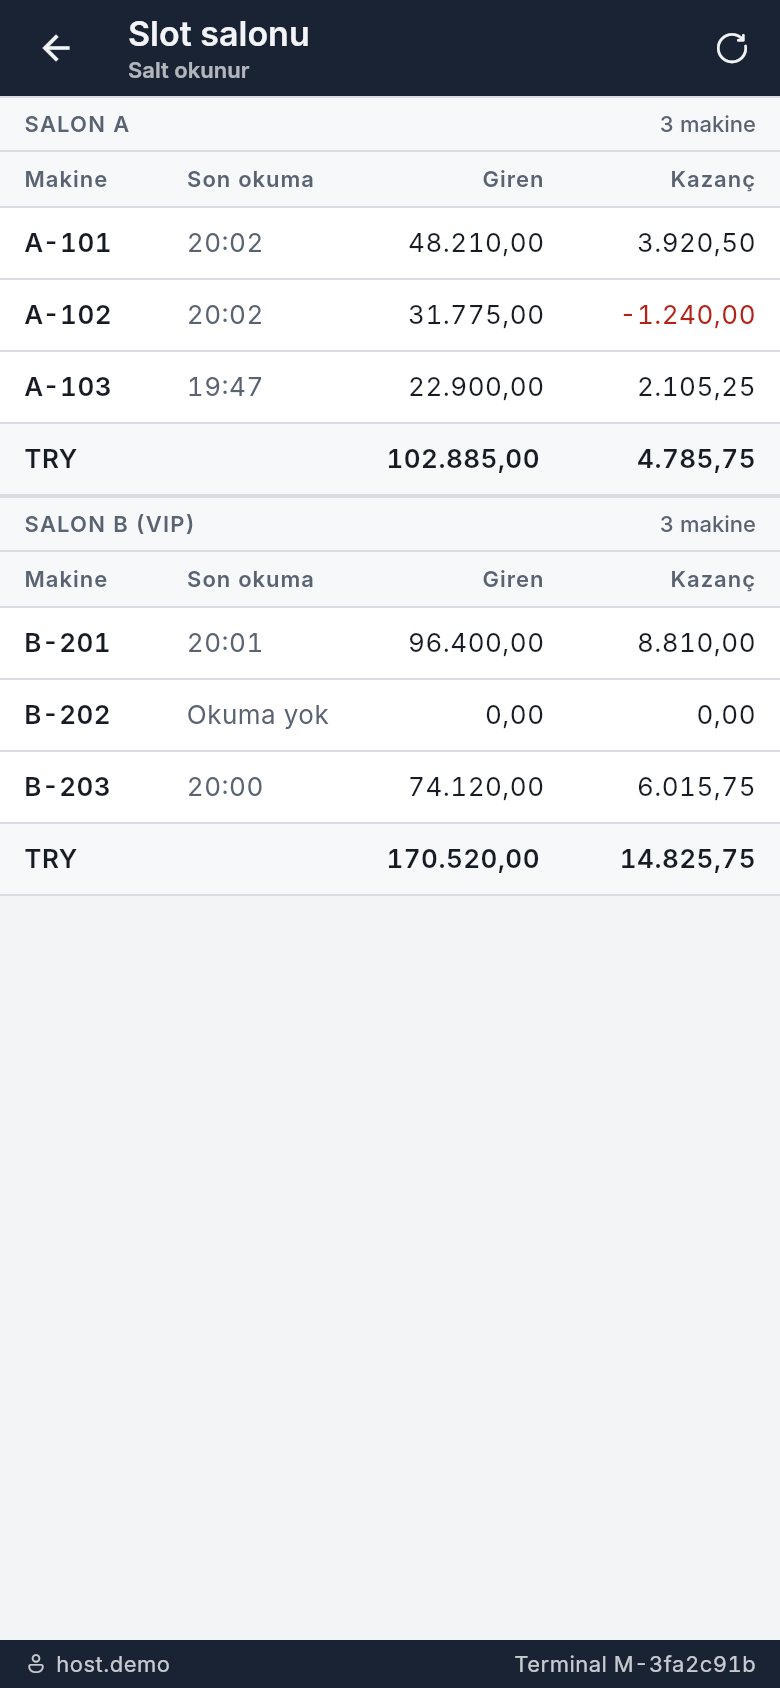 Slot salonu
Salt okunur
SALON A 3 makine
Makine Son okuma Giren Kazanç
A-101 20:02 48.210,00 3.920,50
A-102 20:02 31.775,00 -1.240,00
A-103 19:47 22.900,00 2.105,25
TRY 102.885,00 4.785,75
SALON B (VIP) 3 makine
Makine Son okuma Giren Kazanç
B-201 20:01 96.400,00 8.810,00
B-202 Okuma yok 0,00 0,00
B-203 20:00 74.120,00 6.015,75
TRY 170.520,00 14.825,75
host.demo Terminal M-3fa2c91b